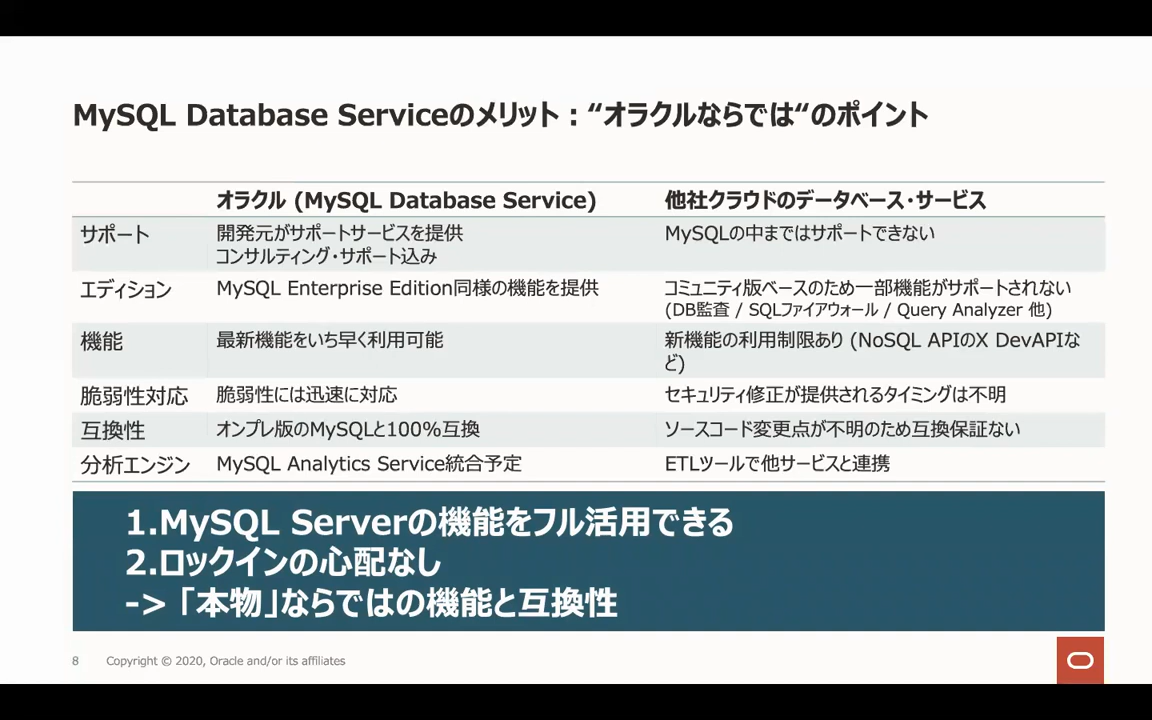 MySQL Database Serviceのメリット：“オラクルならでは“のポイント
オラクル (MySQL Database Service) 他社クラウドのデータベース・サービス
サポート 開発元がサポートサービスを提供 MySQLの中まではサポートできない
コンサルティング・サポート込み
エディション MySQL Enterprise Edition同様の機能を提供 コミュニティ版ベースのため一部機能がサポートされない
(DB監査 / SQLファイアウォール / Query Analyzer 他)
機能 最新機能をいち早く利用可能 新機能の利用制限あり (NoSQL APIのX DevAPIな
ど)
脆弱性対応 脆弱性には迅速に対応 セキュリティ修正が提供されるタイミングは不明
互換性 オンプレ版のMySQLと100%互換 ソースコード変更点が不明のため互換保証ない
分析エンジン MySQL Analytics Service統合予定 ETLツールで他サービスと連携
1.MySQL Serverの機能をフル活用できる
2.ロックインの心配なし
-> 「本物」ならではの機能と互換性
8 Copyright © 2020, Oracle and/or its affiliates